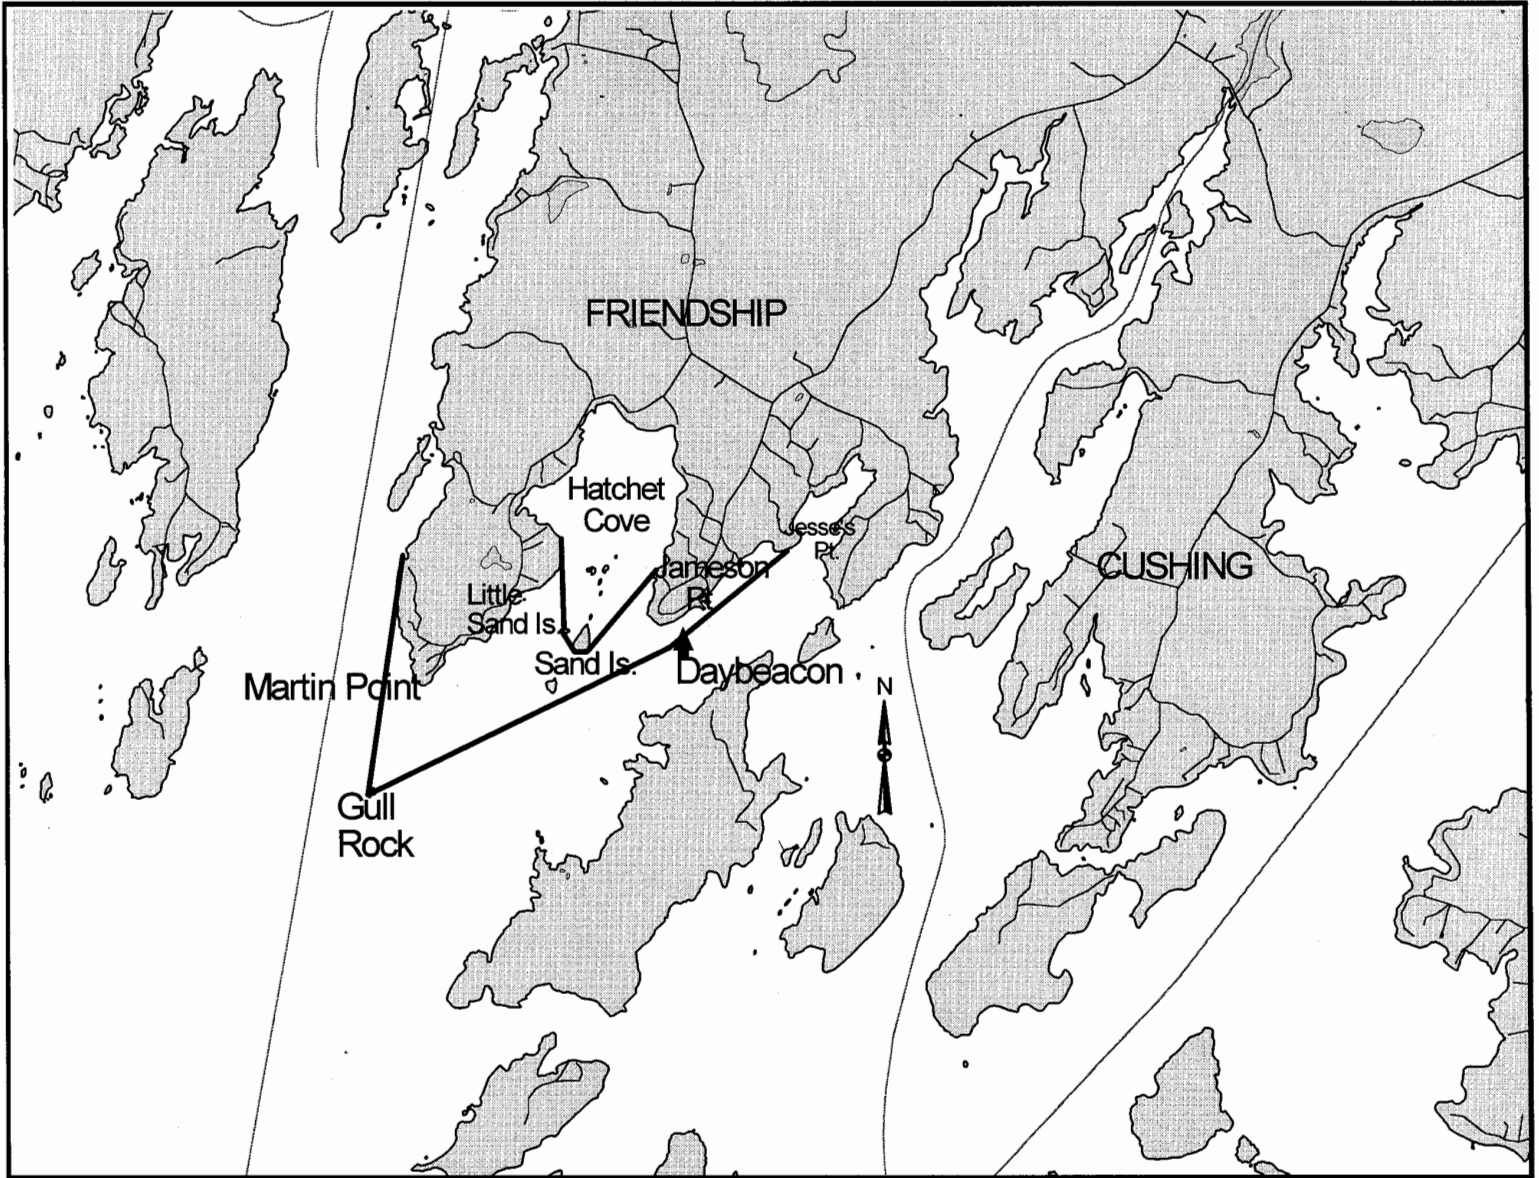 FRIENDSHIP
Hatchet
Cove
Jesse's
Pt.
CUSHING
Jameson
Pt.
Little
Sand Is.
Sand Is.
Daybeacon
Martin Point
N
Gull
Rock